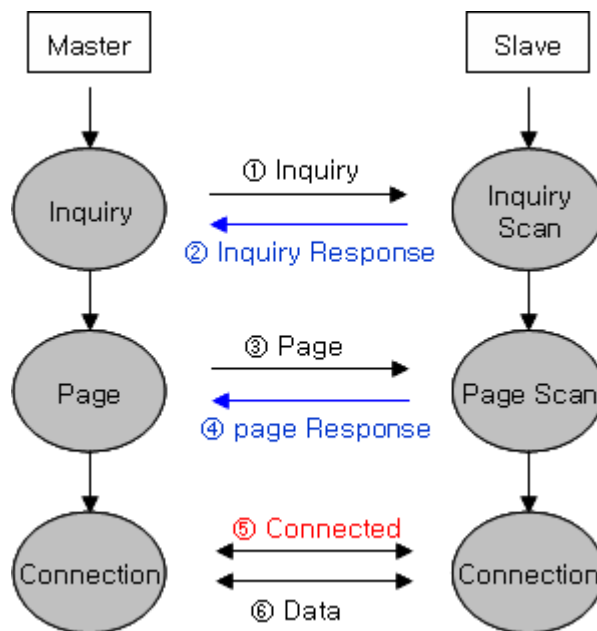 Master
Slave
① Inquiry
Inquiry
Inquiry
Scan
② Inquiry Response
③ Page
Page
Page Scan
④ page Response
⑤ Connected
Connection
Connection
⑥ Data